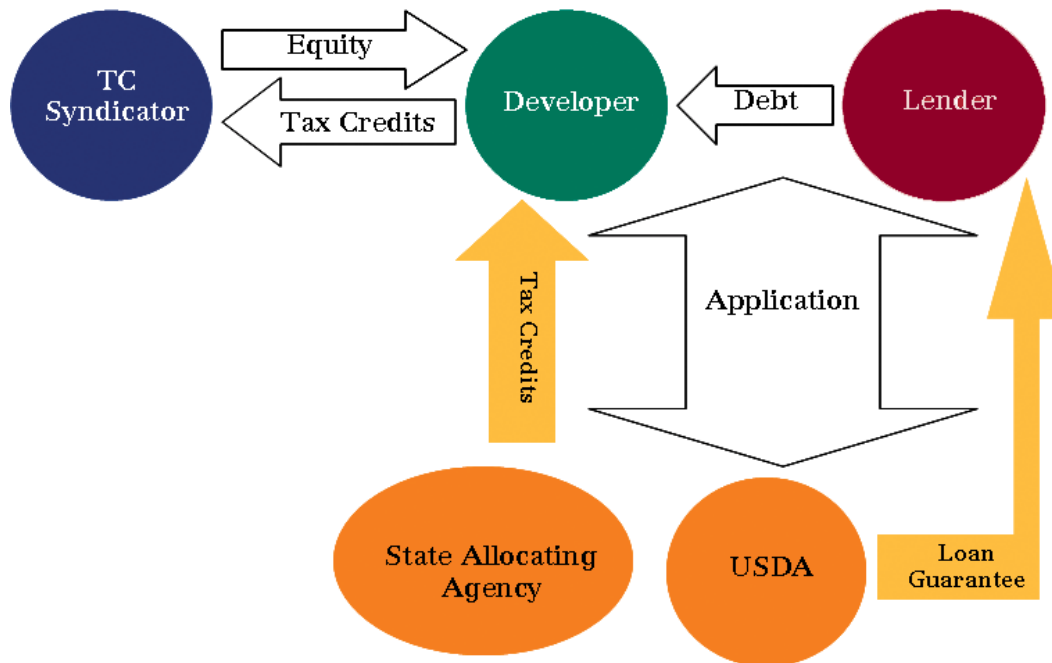 TC
Syndicator
Equity
Tax Credits
Developer
Debt
Lender
Tax Credits
Application
State Allocating
Agency
USDA
Loan
Guarantee